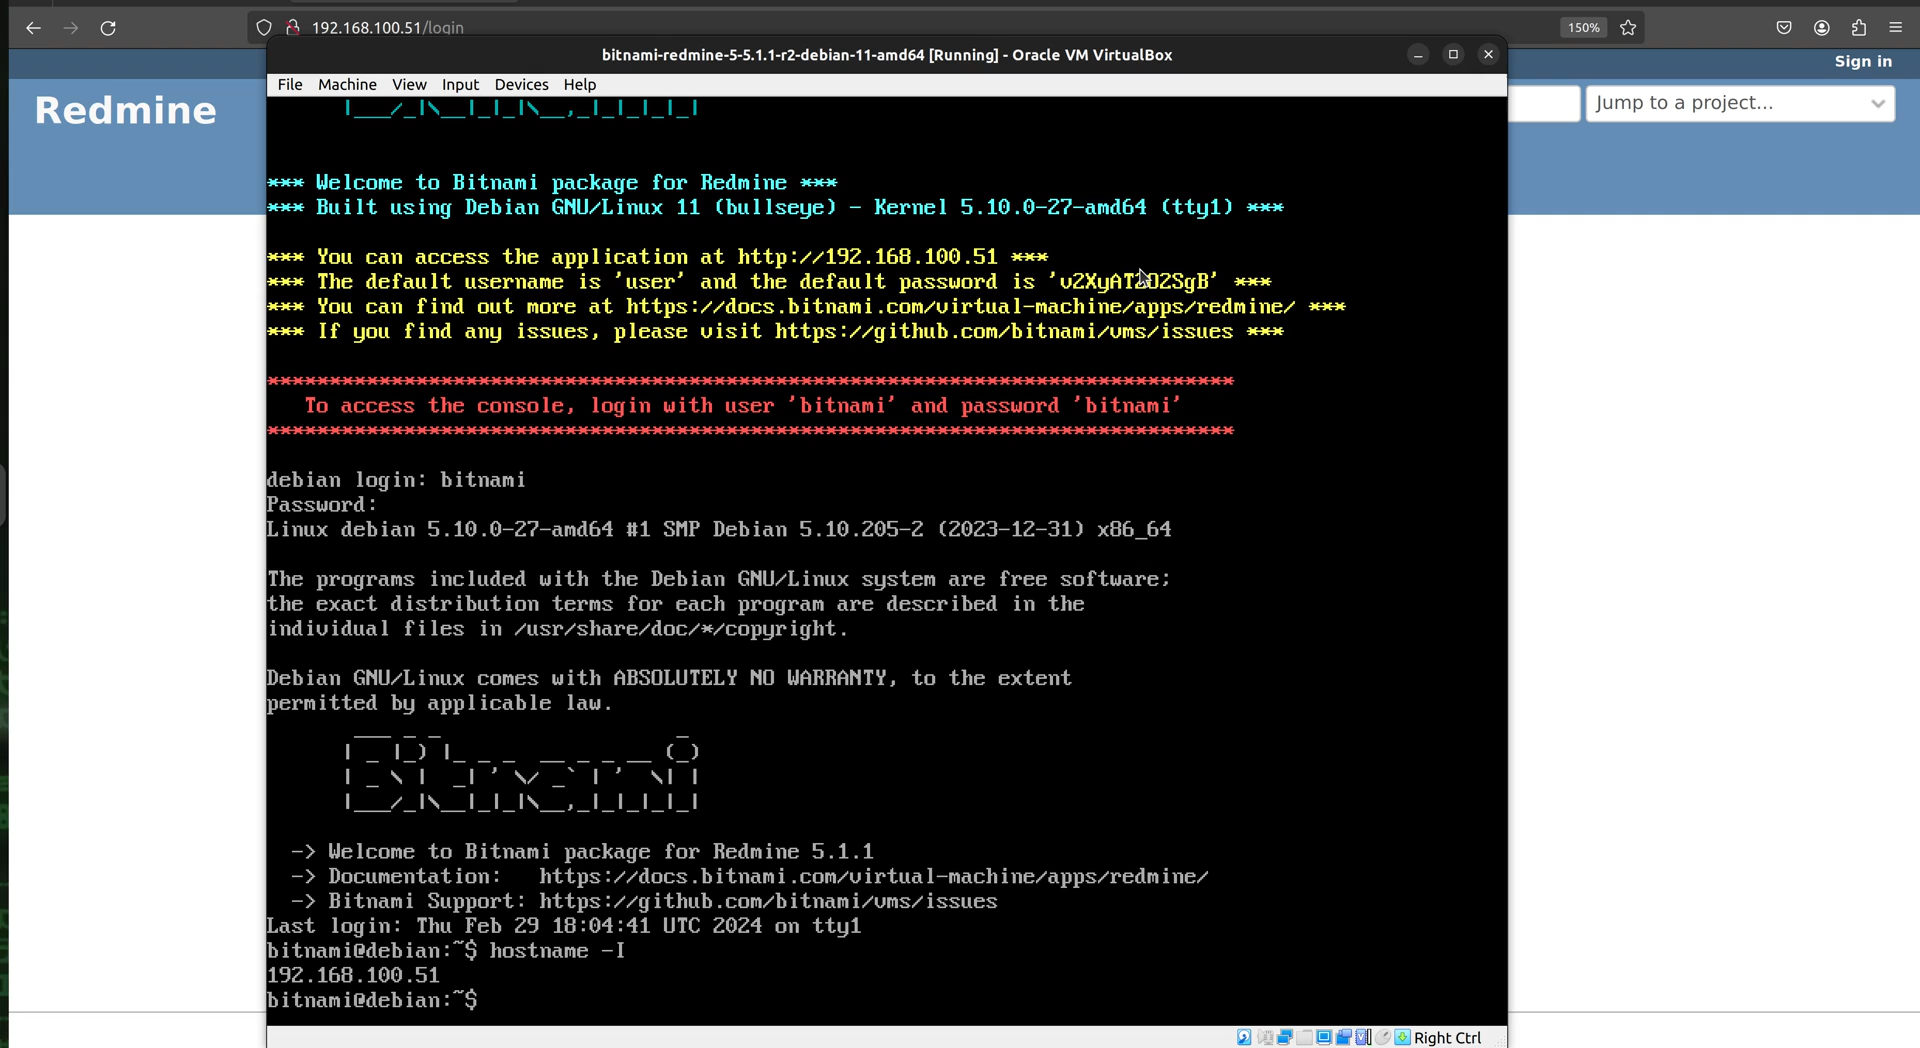 192.168.100.51/login
150%
bitnami-redmine-5-5.1.1-r2-debian-11-amd64 [Running] - Oracle VM VirtualBox
Sign in
File Machine View Input Devices Help
Redmine
Jump to a project...
*** Welcome to Bitnami package for Redmine ***
*** Built using Debian GNU/Linux 11 (bullseye) - Kernel 5.10.0-27-amd64 (tty1) ***
*** You can access the application at http://192.168.100.51 ***
*** The default username is 'user' and the default password is ***
*** You can find out more at https://docs.bitnami.com/virtual-machine/apps/redmine/ ***
*** If you find any issues, please visit https://github.com/bitnami/vms/issues ***
******************************************************************************
To access the console, login with user 'bitnami' and password 'bitnami'
******************************************************************************
debian login: bitnami
Password:
Linux debian 5.10.0-27-amd64 #1 SMP Debian 5.10.205-2 (2023-12-31) x86_64
The programs included with the Debian GNU/Linux system are free software;
the exact distribution terms for each program are described in the
individual files in /usr/share/doc/*/copyright.
Debian GNU/Linux comes with ABSOLUTELY NO WARRANTY, to the extent
permitted by applicable law.
Bitnami
-> Welcome to Bitnami package for Redmine 5.1.1
-> Documentation: https://docs.bitnami.com/virtual-machine/apps/redmine/
-> Bitnami Support: https://github.com/bitnami/vms/issues
Last login: Thu Feb 29 18:04:41 UTC 2024 on tty1
bitnami@debian:~$ hostname -I
192.168.100.51
bitnami@debian:~$
Right Ctrl